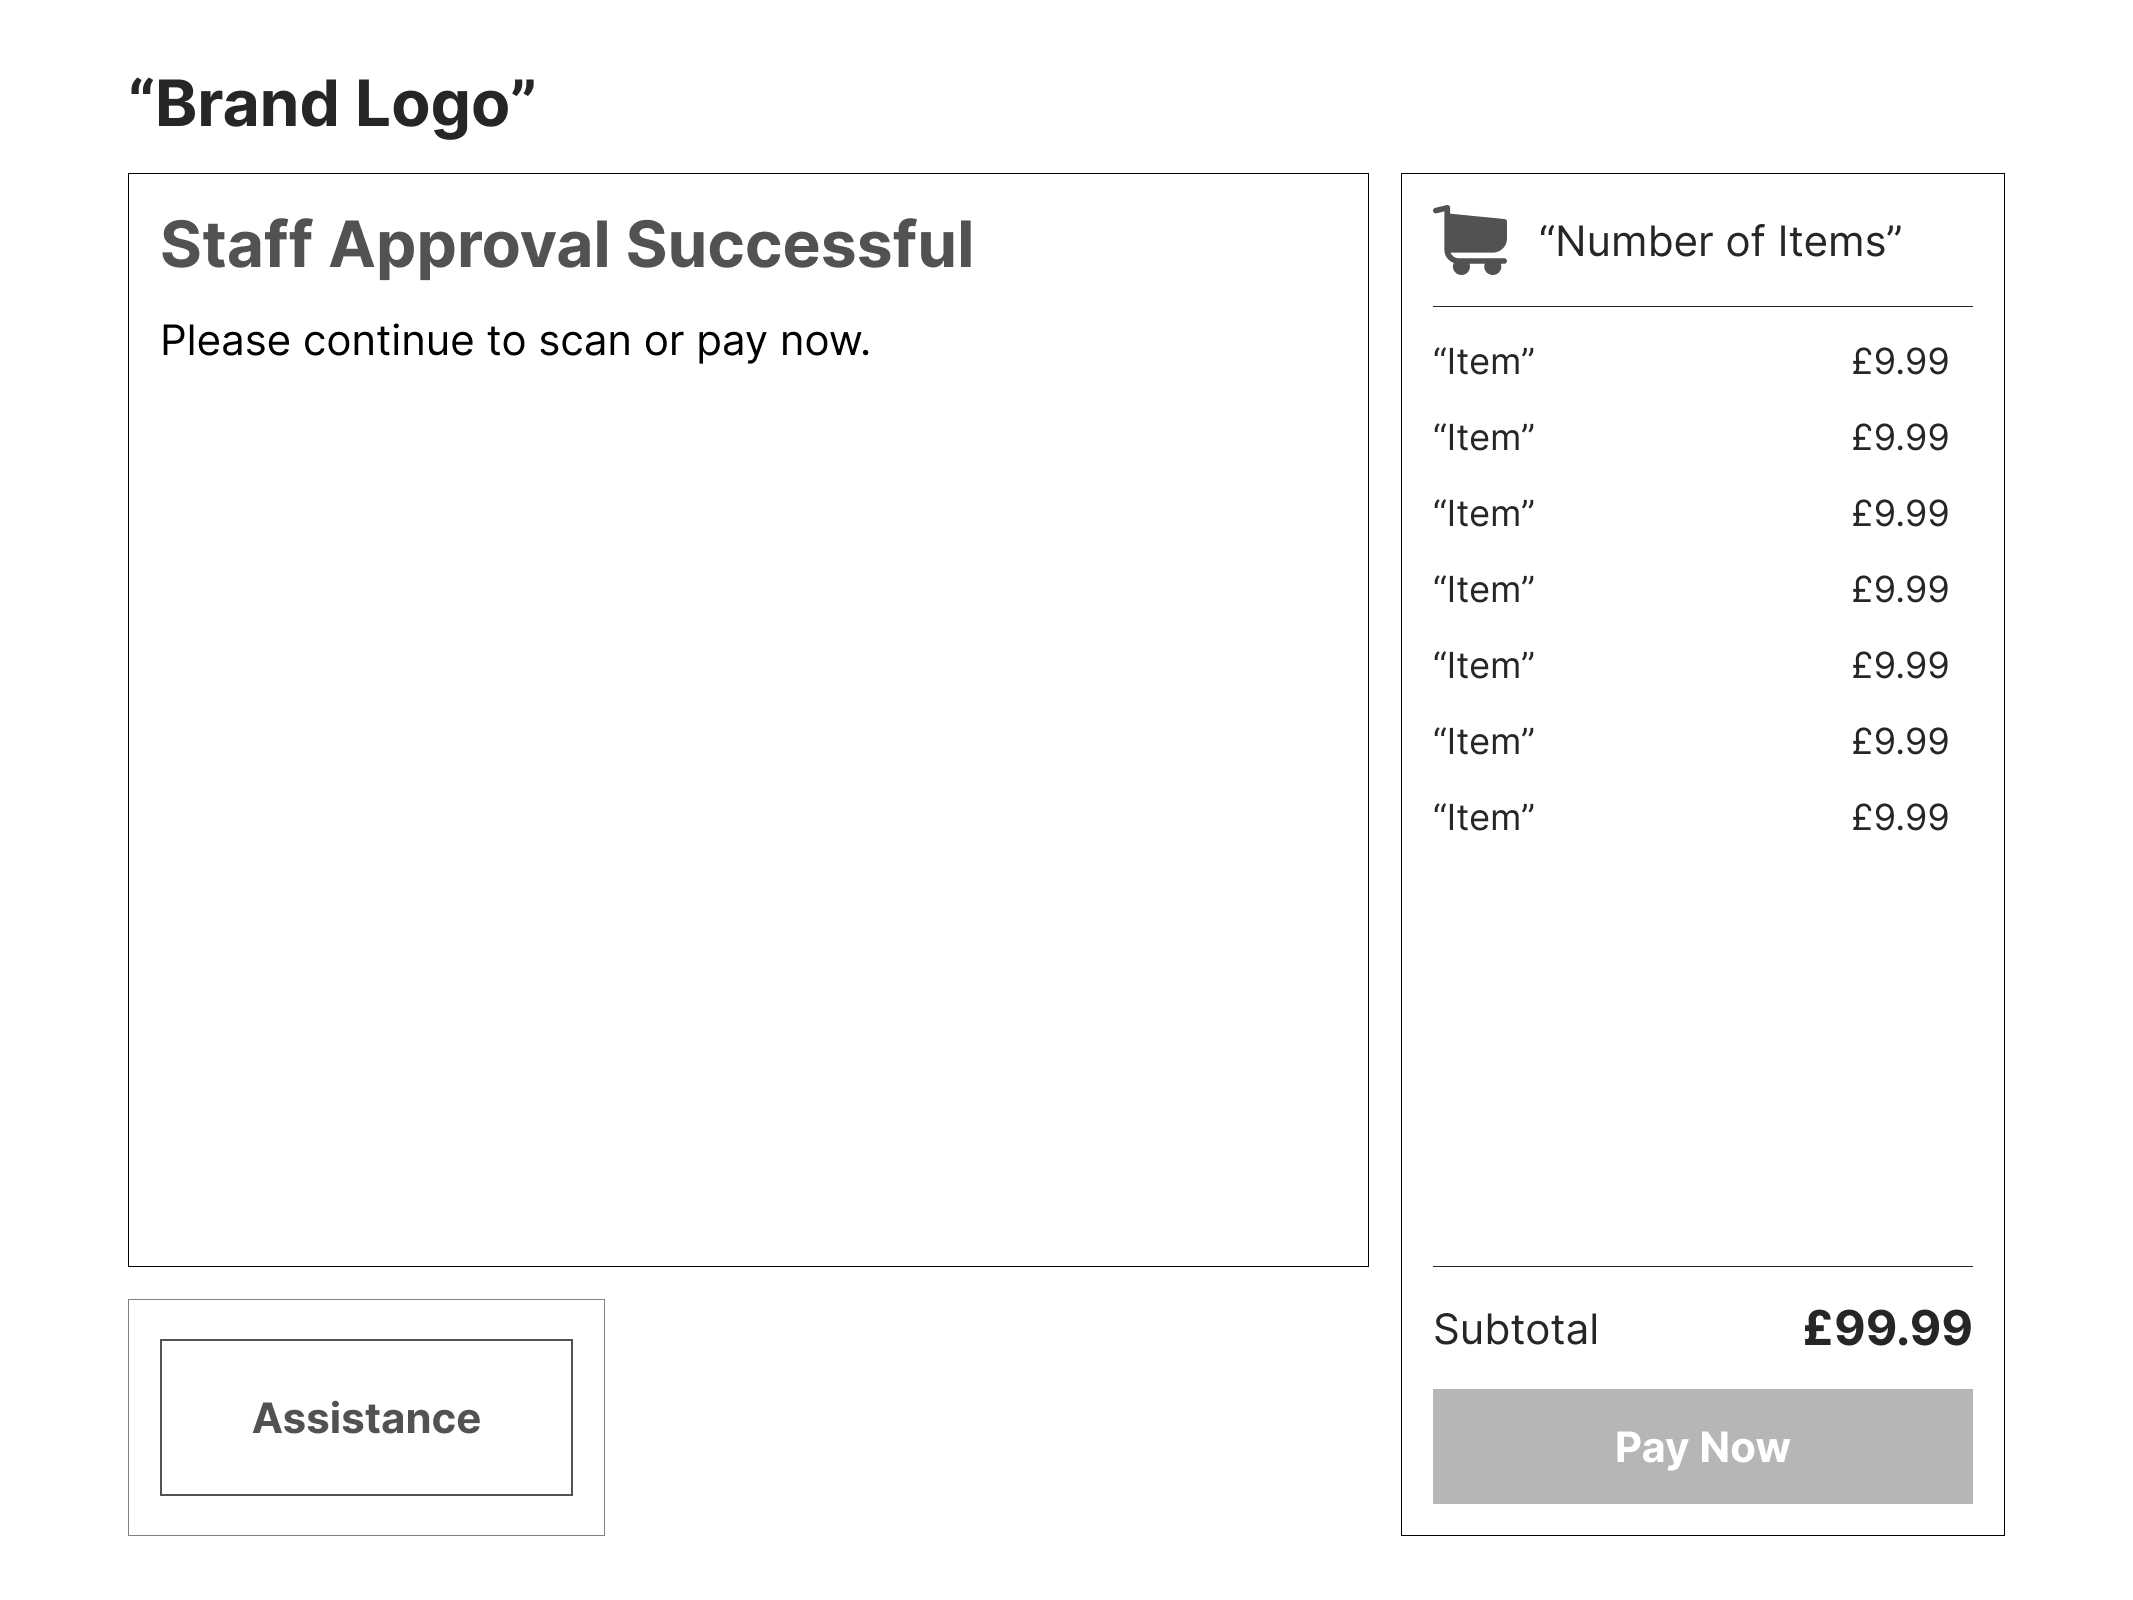 “Brand Logo”
Staff Approval Successful
Please continue to scan or pay now.
Assistance
“Number of Items”
“Item” £9.99
“Item” £9.99
“Item” £9.99
“Item” £9.99
“Item” £9.99
“Item” £9.99
“Item” £9.99
Subtotal £99.99
Pay Now